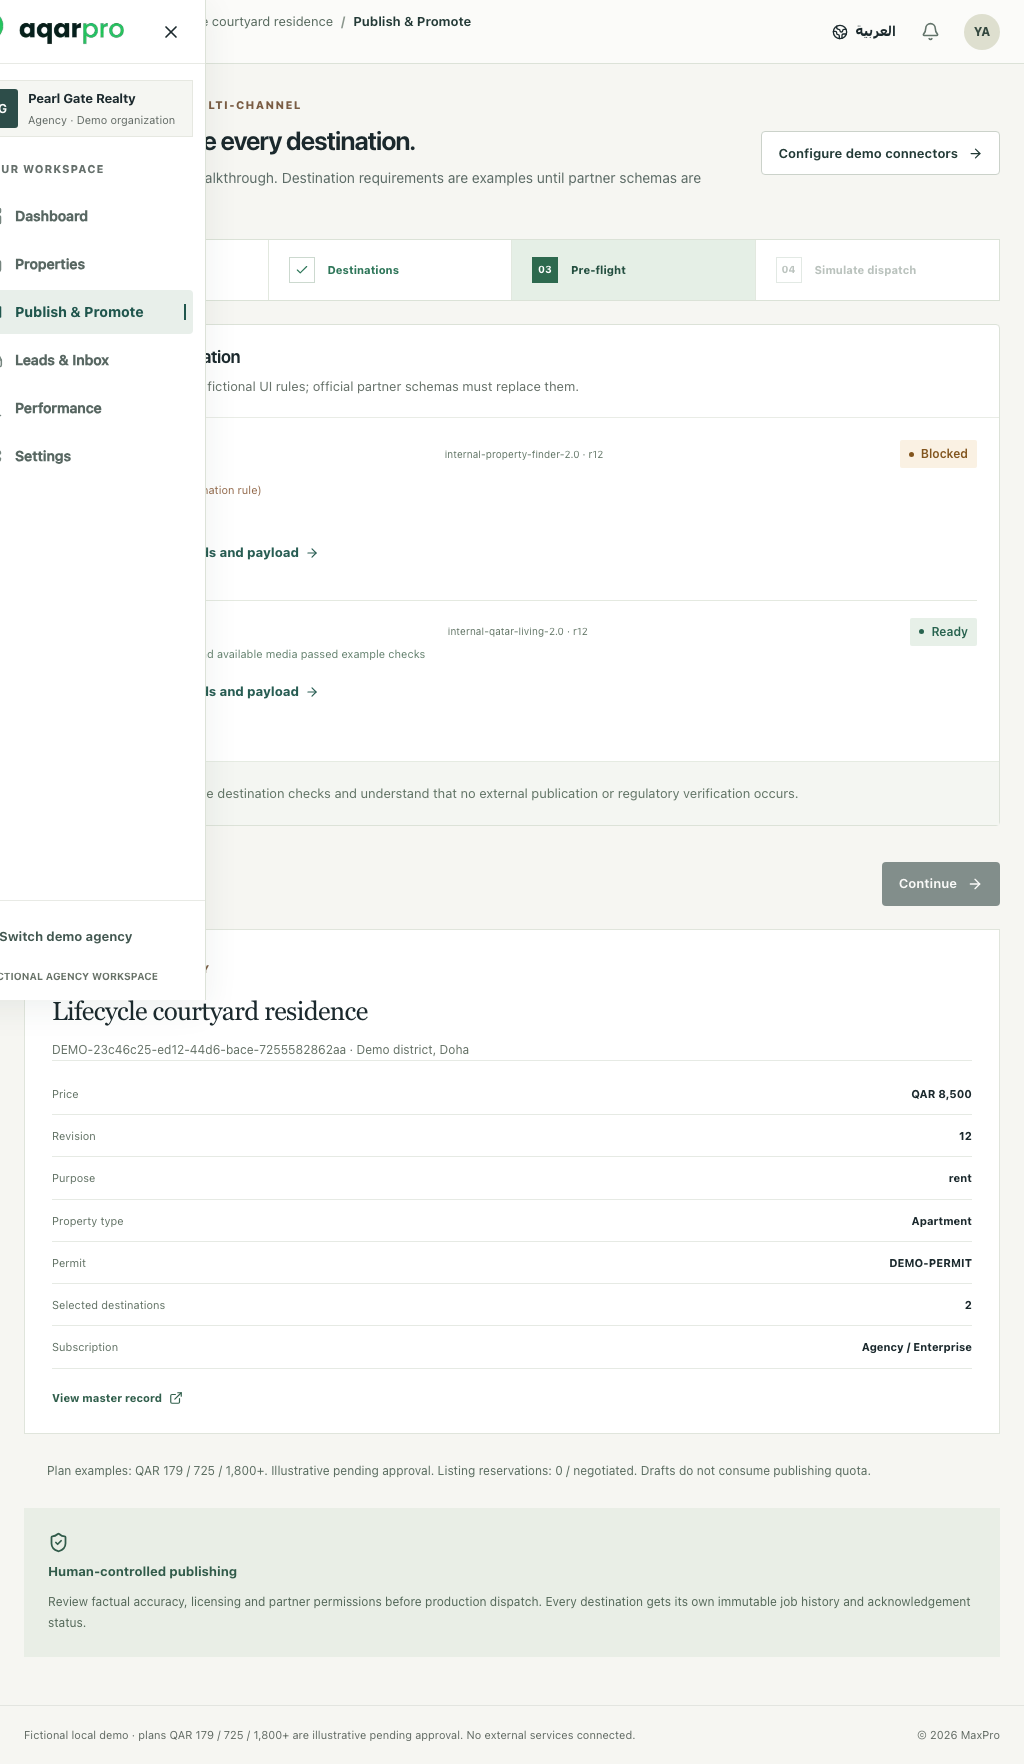 aqarpro
e courtyard residence / Publish & Promote
العربية
YA
G
Pearl Gate Realty
Agency · Demo organization
UR WORKSPACE
Dashboard
Properties
Publish & Promote
Leads & Inbox
Performance
Settings
Switch demo agency
CTIONAL AGENCY WORKSPACE
LTI-CHANNEL
e every destination.
alkthrough. Destination requirements are examples until partner schemas are
Configure demo connectors
Destinations
03 Pre-flight
04 Simulate dispatch
ation
fictional UI rules; official partner schemas must replace them.
internal-property-finder-2.0 · r12
Blocked
nation rule)
ls and payload
internal-qatar-living-2.0 · r12
Ready
d available media passed example checks
ls and payload
e destination checks and understand that no external publication or regulatory verification occurs.
Continue
Y
Lifecycle courtyard residence
DEMO-23c46c25-ed12-44d6-bace-7255582862aa · Demo district, Doha
Price QAR 8,500
Revision 12
Purpose rent
Property type Apartment
Permit DEMO-PERMIT
Selected destinations 2
Subscription Agency / Enterprise
View master record
Plan examples: QAR 179 / 725 / 1,800+. Illustrative pending approval. Listing reservations: 0 / negotiated. Drafts do not consume publishing quota.
Human-controlled publishing
Review factual accuracy, licensing and partner permissions before production dispatch. Every destination gets its own immutable job history and acknowledgement
status.
Fictional local demo · plans QAR 179 / 725 / 1,800+ are illustrative pending approval. No external services connected.
© 2026 MaxPro